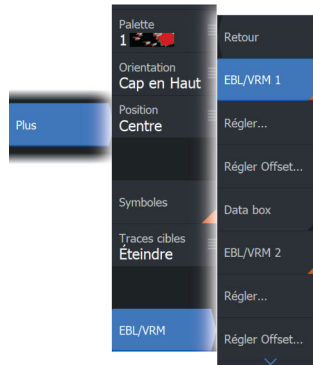 Plus
Palette
1
Orientation
Cap en Haut
Position
Centre
Symboles
Traces cibles
Éteindre
EBL/VRM
Retour
EBL/VRM 1
Régler...
Régler Offset...
Data box
EBL/VRM 2
Régler...
Régler Offset...